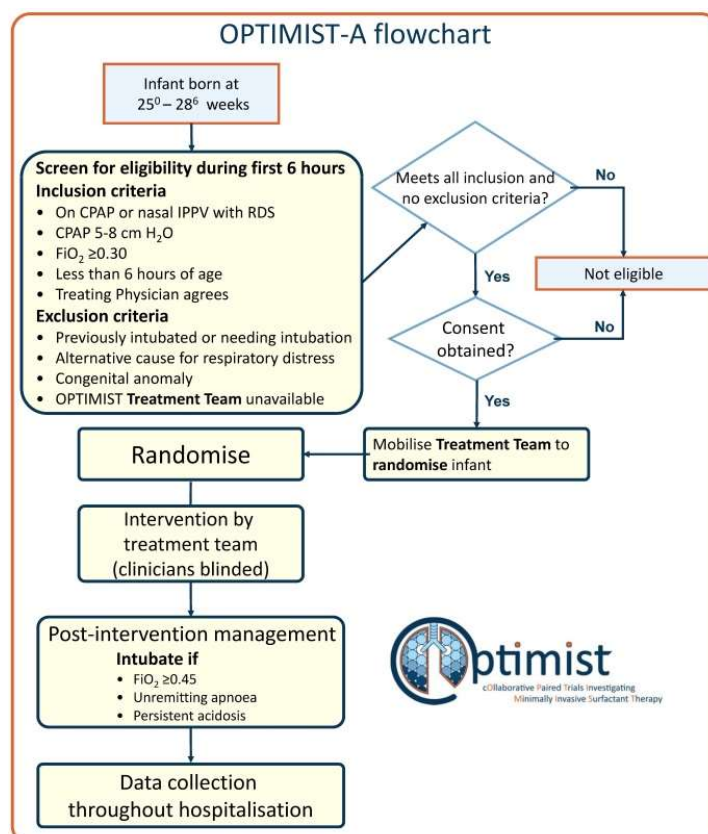 OPTIMIST-A flowchart
Infant born at
25⁰ – 28⁶ weeks
Screen for eligibility during first 6 hours
Inclusion criteria
• On CPAP or nasal IPPV with RDS
• CPAP 5-8 cm H₂O
• FiO₂ ≥0.30
• Less than 6 hours of age
• Treating Physician agrees
Exclusion criteria
• Previously intubated or needing intubation
• Alternative cause for respiratory distress
• Congenital anomaly
• OPTIMIST Treatment Team unavailable
Meets all inclusion and
no exclusion criteria?
No
Not eligible
Yes
Consent
obtained?
No
Yes
Mobilise Treatment Team to
randomise infant
Randomise
Intervention by
treatment team
(clinicians blinded)
Post-intervention management
Intubate if
• FiO₂ ≥0.45
• Unremitting apnoea
• Persistent acidosis
Data collection
throughout hospitalisation
Optimist
cOllaborative Paired Trials Investigating
Minimally Invasive Surfactant Therapy